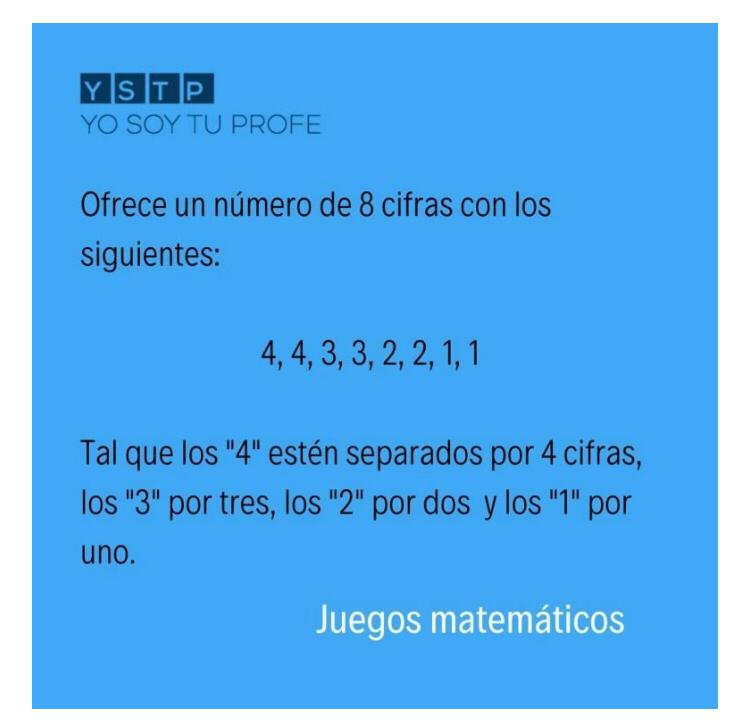 YSTP
YO SOY TU PROFE
Ofrece un número de 8 cifras con los
siguientes:
4, 4, 3, 3, 2, 2, 1, 1
Tal que los "4" estén separados por 4 cifras,
los "3" por tres, los "2" por dos y los "1" por
uno.
Juegos matemáticos